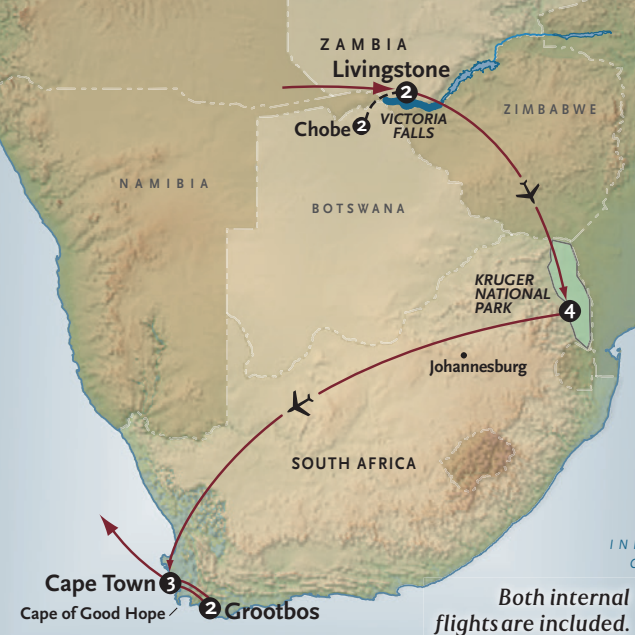 ZAMBIA
Livingstone
2
VICTORIA
FALLS
Chobe 2
ZIMBABWE
NAMIBIA
BOTSWANA
KRUGER
NATIONAL
PARK
4
Johannesburg
SOUTH AFRICA
Cape Town 3
Cape of Good Hope
2 Grootbos
Both internal
flights are included.